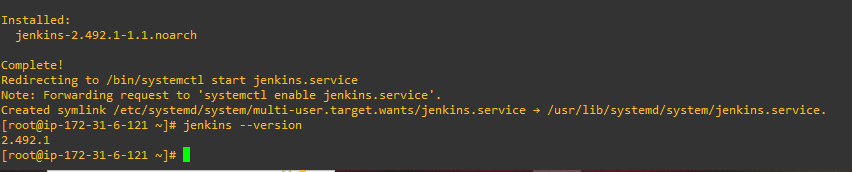 Installed:
  jenkins-2.492.1-1.1.noarch
Complete!
Redirecting to /bin/systemctl start jenkins.service
Note: Forwarding request to 'systemctl enable jenkins.service'.
Created symlink /etc/systemd/system/multi-user.target.wants/jenkins.service → /usr/lib/systemd/system/jenkins.service.
[root@ip-172-31-6-121 ~]# jenkins --version
2.492.1
[root@ip-172-31-6-121 ~]#